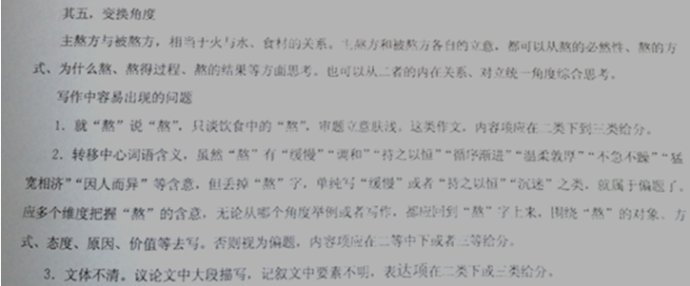 其五，变换角度
主熬方与被熬方，相当于火与水、食材的关系。主熬方和被熬方各自的立意，都可以从熬的必然性、熬的方
式、为什么熬、熬得过程、熬的结果等方面思考。也可以从二者的内在关系、对立统一角度综合思考。
写作中容易出现的问题
1．就“熬”说“熬”，只谈饮食中的“熬”，审题立意肤浅。这类作文，内容项应在二类下到三类给分。
2．转移中心词语含义，虽然“熬”有“缓慢”“调和”“持之以恒”“循序渐进”“温柔敦厚”“不急不躁”“猛
宽相济”“因人而异”等含意，但丢掉“熬”字，单纯写“缓慢”或者“持之以恒”“沉迷”之类，就属于偏题了。
应多个维度把握“熬”的含意，无论从哪个角度举例或者写作，都应回到“熬”字上来，围绕“熬”的对象、方
式、态度、原因、价值等去写。否则视为偏题，内容项应在二等中下或者三等给分。
3．文体不清。议论文中大段描写，记叙文中要素不明，表达项在二类下或三类给分。